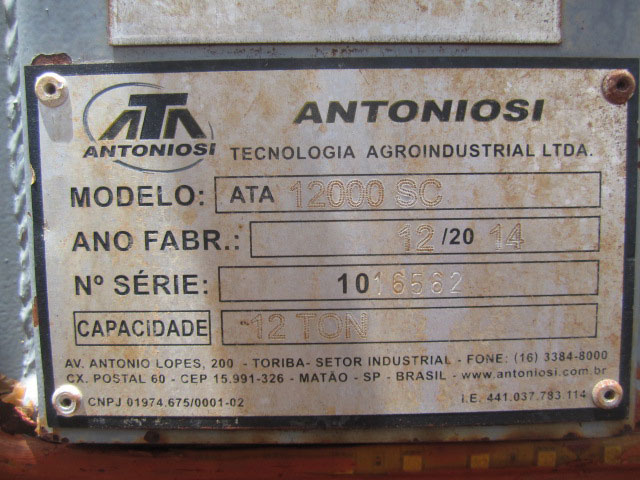 ATA
ANTONIOSI
ANTONIOSI
TECNOLOGIA AGROINDUSTRIAL LTDA.
MODELO: ATA 12000 SC
ANO FABR.: 12/20 14
Nº SÉRIE: 1016562
CAPACIDADE 12 TON
AV. ANTONIO LOPES, 200 - TORIBA- SETOR INDUSTRIAL - FONE: (16) 3384-8000
CX. POSTAL 60 - CEP 15.991-326 - MATÃO - SP - BRASIL - www.antoniosi.com.br
CNPJ 01974.675/0001-02 I.E. 441.037.783 114